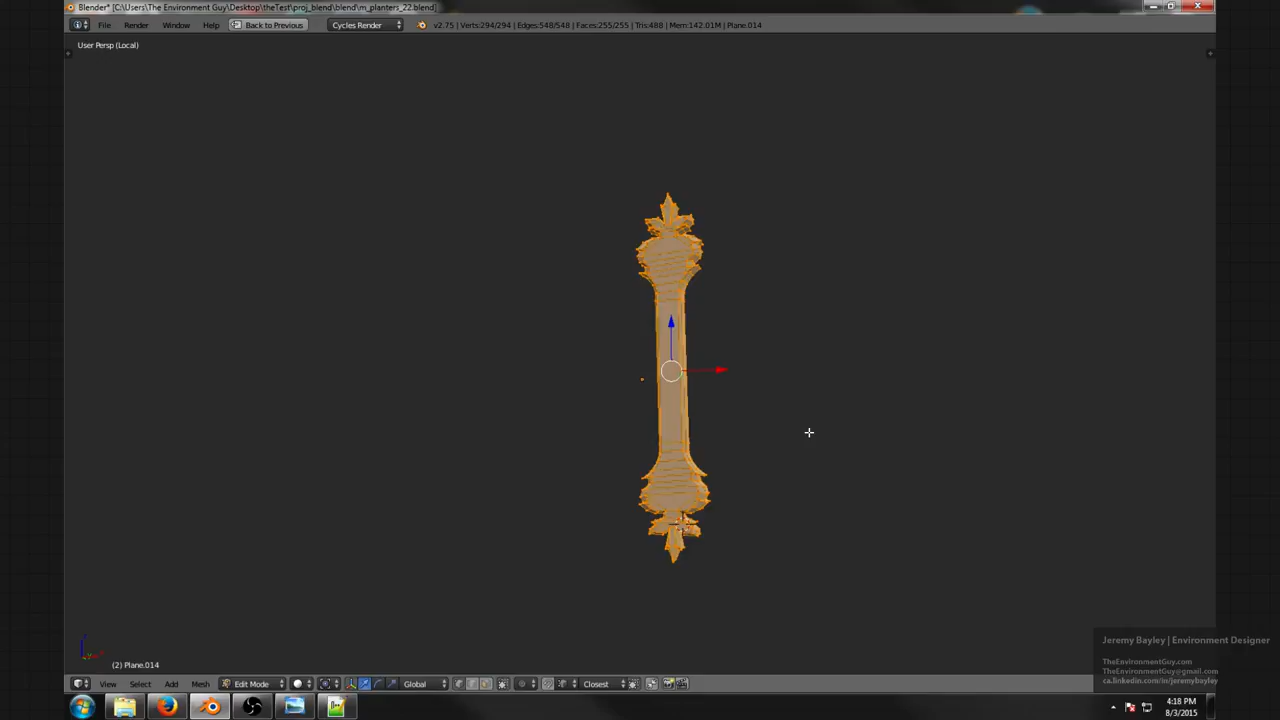 Blender* [C:\Users\The Environment Guy\Desktop\theTest\proj_blend\blend\m_planters_22.blend]
File Render Window Help Back to Previous Cycles Render v2.75 | Verts:294/294 | Edges:548/548 | Faces:255/255 | Tris:488 | Mem:142.01M | Plane.014
User Persp (Local)
Jeremy Bayley | Environment Designer
TheEnvironmentGuy.com
TheEnvironmentGuy@gmail.com
ca.linkedin.com/in/jeremybayley
(2) Plane.014
View Select Add Mesh Edit Mode Global Closest
4:18 PM
8/3/2015